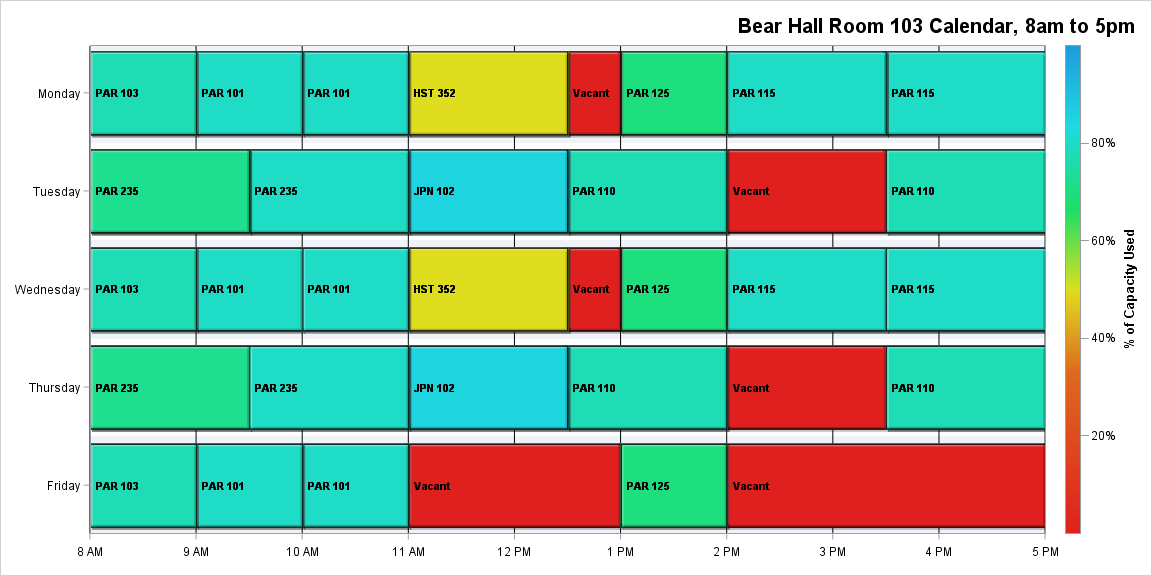 Bear Hall Room 103 Calendar, 8am to 5pm
Monday
PAR 103
PAR 101
PAR 101
HST 352
Vacant
PAR 125
PAR 115
PAR 115
Tuesday
PAR 235
PAR 235
JPN 102
PAR 110
Vacant
PAR 110
Wednesday
PAR 103
PAR 101
PAR 101
HST 352
Vacant
PAR 125
PAR 115
PAR 115
Thursday
PAR 235
PAR 235
JPN 102
PAR 110
Vacant
PAR 110
Friday
PAR 103
PAR 101
PAR 101
Vacant
PAR 125
Vacant
8 AM
9 AM
10 AM
11 AM
12 PM
1 PM
2 PM
3 PM
4 PM
5 PM
80%
60%
40%
20%
% of Capacity Used